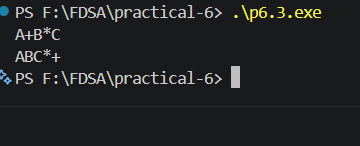 PS F:\FDSA\practical-6> .\p6.3.exe
A+B*C
ABC*+
PS F:\FDSA\practical-6>